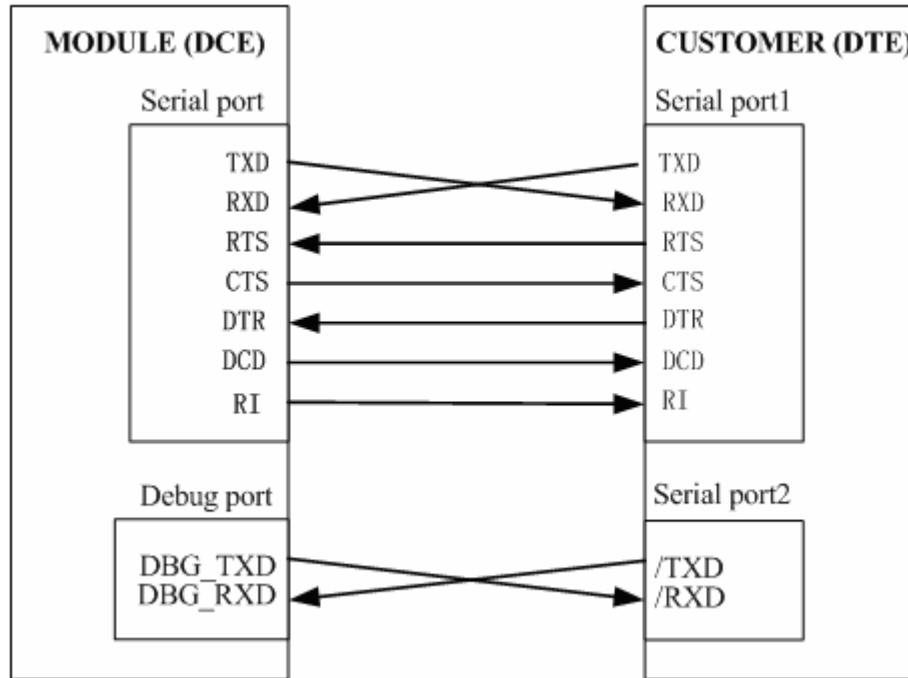 MODULE (DCE)
Serial port
TXD
RXD
RTS
CTS
DTR
DCD
RI
Debug port
DBG_TXD
DBG_RXD
CUSTOMER (DTE)
Serial port1
TXD
RXD
RTS
CTS
DTR
DCD
RI
Serial port2
/TXD
/RXD